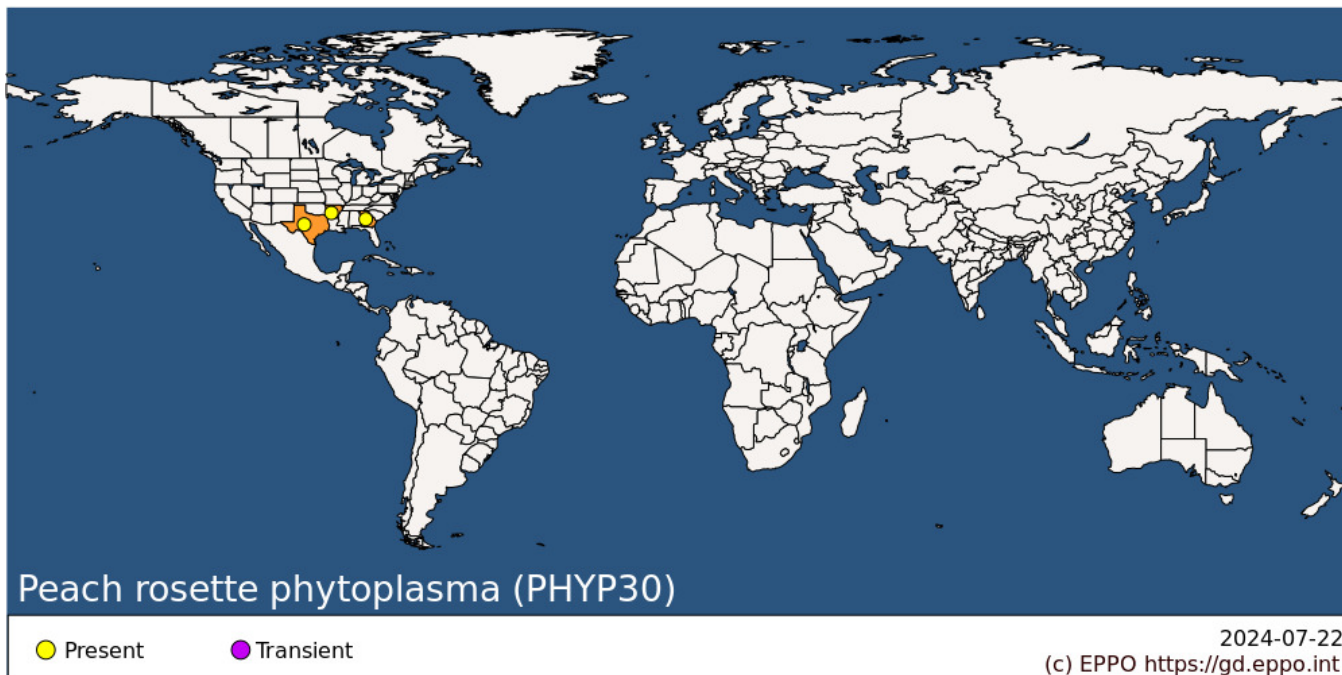 Peach rosette phytoplasma (PHYP30)
Present
Transient
2024-07-22
(c) EPPO https://gd.eppo.int